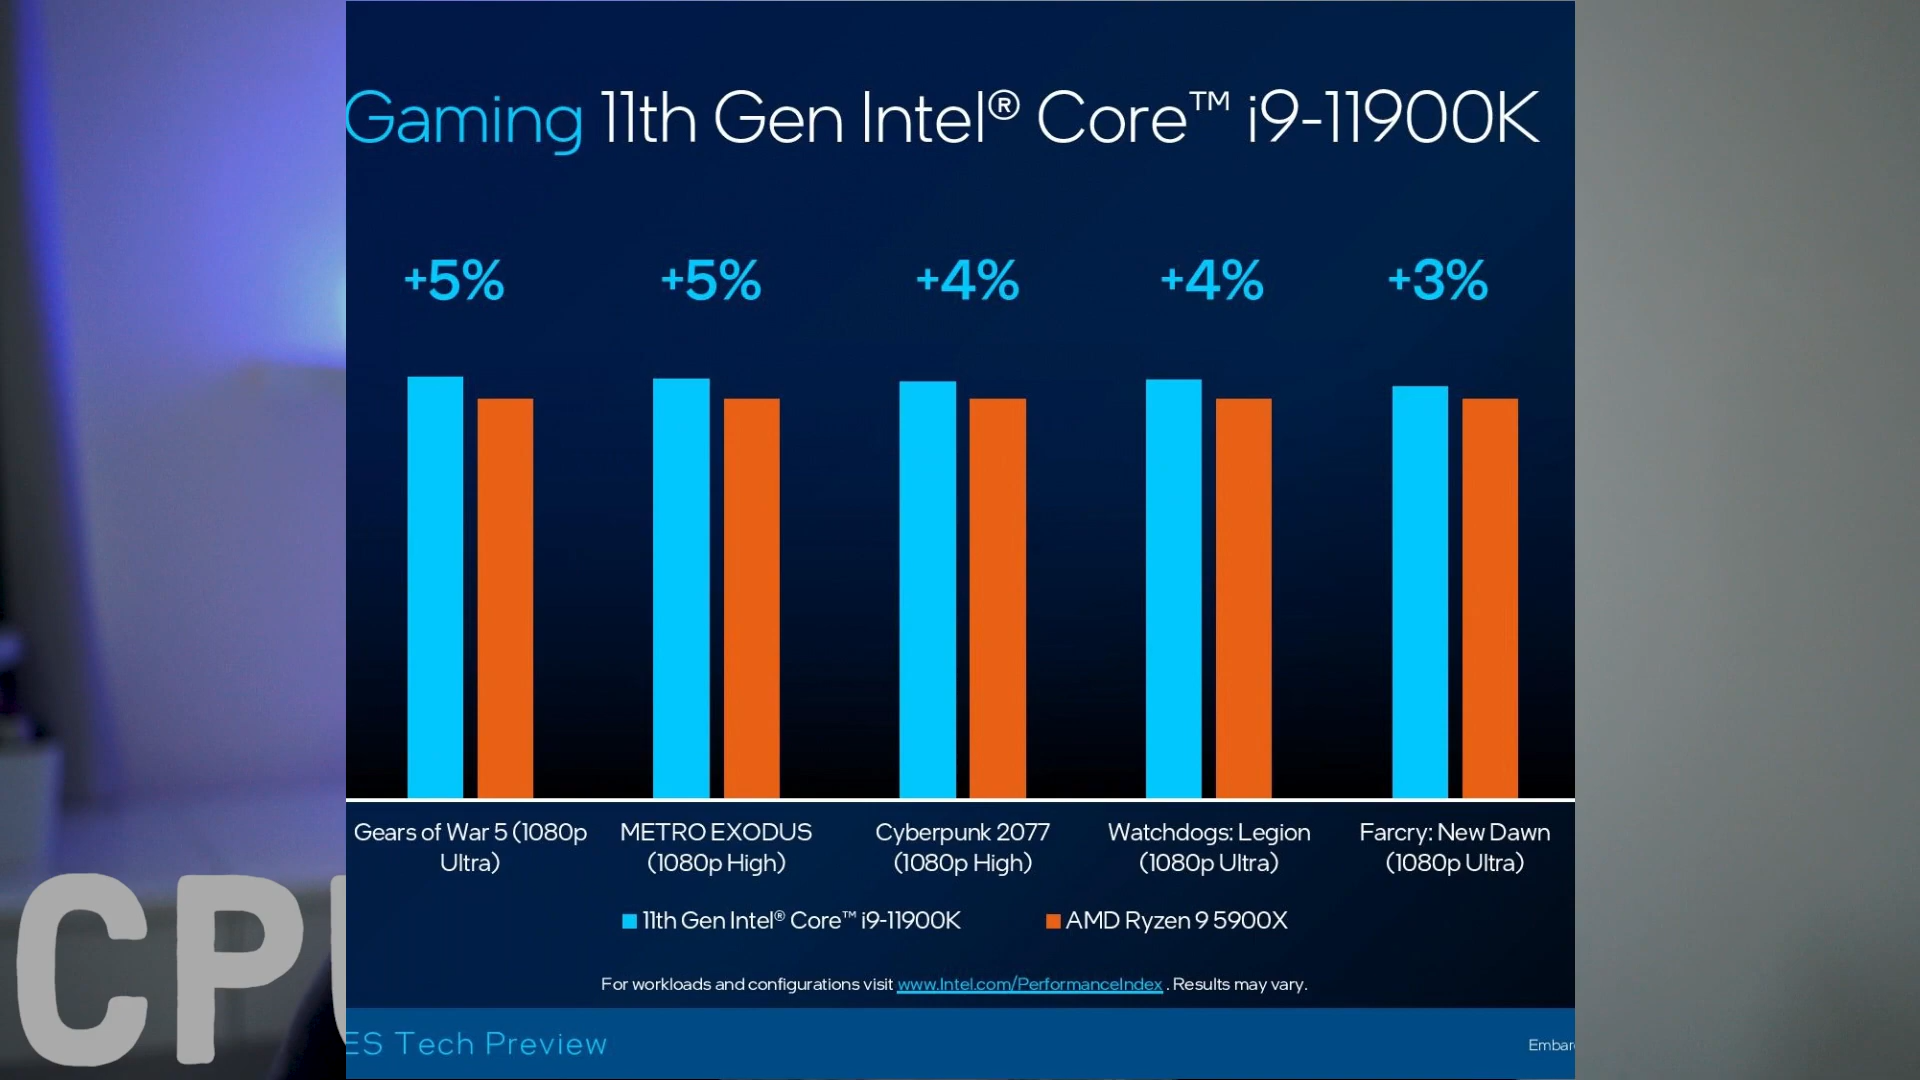 Gaming 11th Gen Intel® Core™ i9-11900K
+5% +5% +4% +4% +3%
Gears of War 5 (1080p Ultra)
METRO EXODUS (1080p High)
Cyberpunk 2077 (1080p High)
Watchdogs: Legion (1080p Ultra)
Farcry: New Dawn (1080p Ultra)
11th Gen Intel® Core™ i9-11900K AMD Ryzen 9 5900X
For workloads and configurations visit www.Intel.com/PerformanceIndex . Results may vary.
ES Tech Preview
Embar
CPU